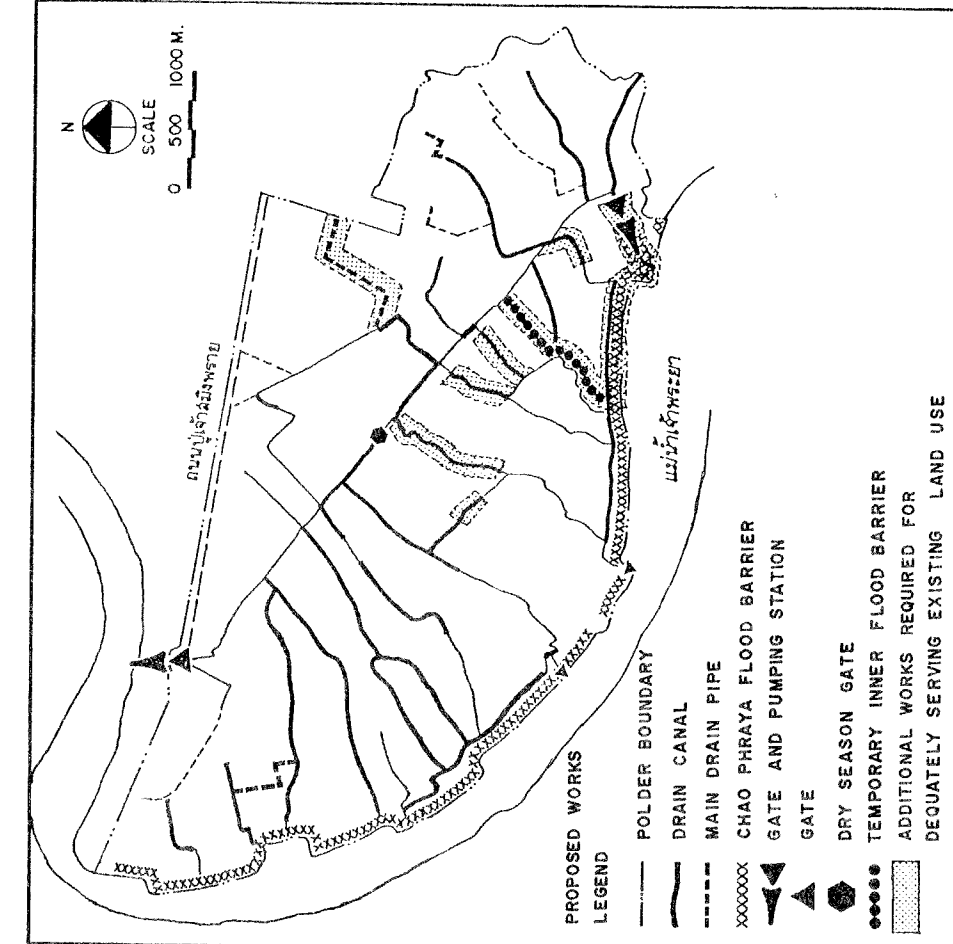 N
SCALE
0 500 1000 M.
ถนนปู่เจ้าสมิงพราย
แม่น้ำเจ้าพระยา
PROPOSED WORKS
LEGEND
POLDER BOUNDARY
DRAIN CANAL
MAIN DRAIN PIPE
CHAO PHRAYA FLOOD BARRIER
GATE AND PUMPING STATION
GATE
DRY SEASON GATE
TEMPORARY INNER FLOOD BARRIER
ADDITIONAL WORKS REQUIRED FOR
DEQUATELY SERVING EXISTING LAND USE